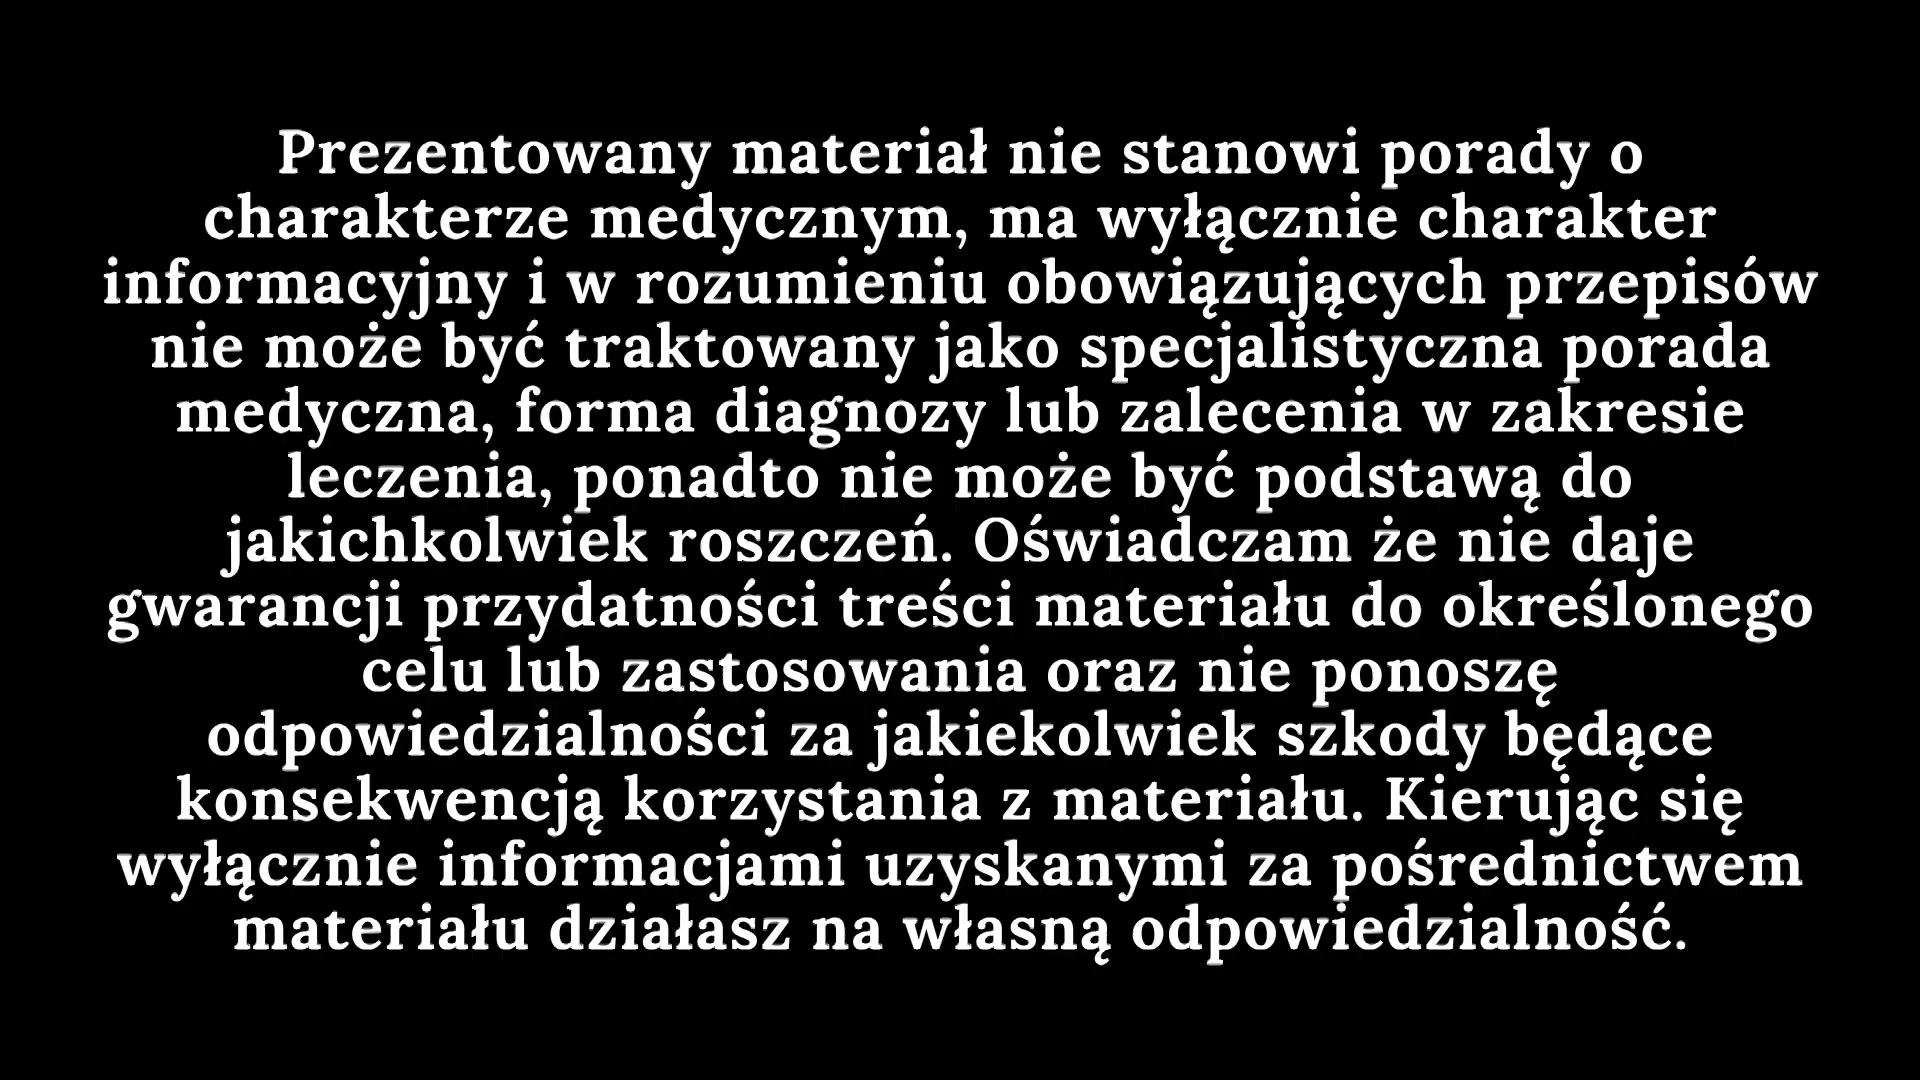 Prezentowany materiał nie stanowi porady o
charakterze medycznym, ma wyłącznie charakter
informacyjny i w rozumieniu obowiązujących przepisów
nie może być traktowany jako specjalistyczna porada
medyczna, forma diagnozy lub zalecenia w zakresie
leczenia, ponadto nie może być podstawą do
jakichkolwiek roszczeń. Oświadczam że nie daje
gwarancji przydatności treści materiału do określonego
celu lub zastosowania oraz nie ponoszę
odpowiedzialności za jakiekolwiek szkody będące
konsekwencją korzystania z materiału. Kierując się
wyłącznie informacjami uzyskanymi za pośrednictwem
materiału działasz na własną odpowiedzialność.